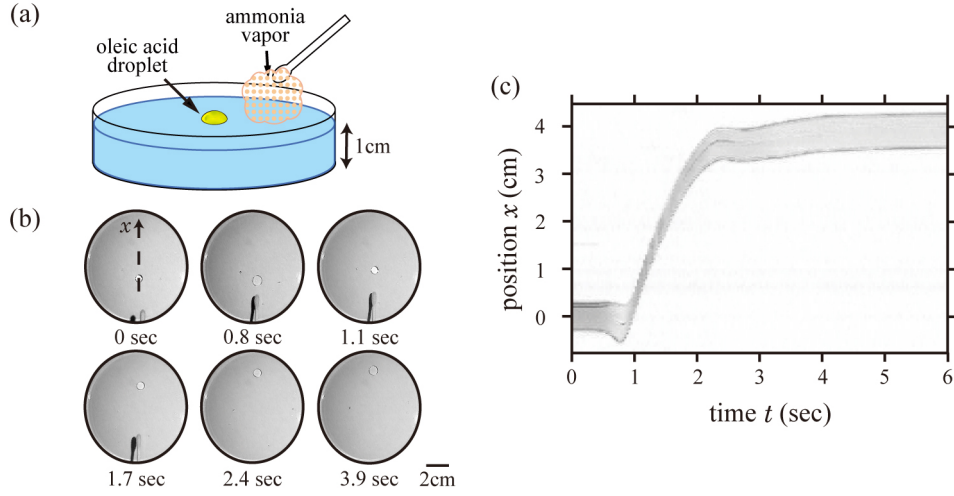 (a)
oleic acid
droplet
ammonia
vapor
1cm
(b)
x
0 sec
0.8 sec
1.1 sec
1.7 sec
2.4 sec
3.9 sec
2cm
(c)
position x (cm)
4
3
2
1
0
0 1 2 3 4 5 6
time t (sec)